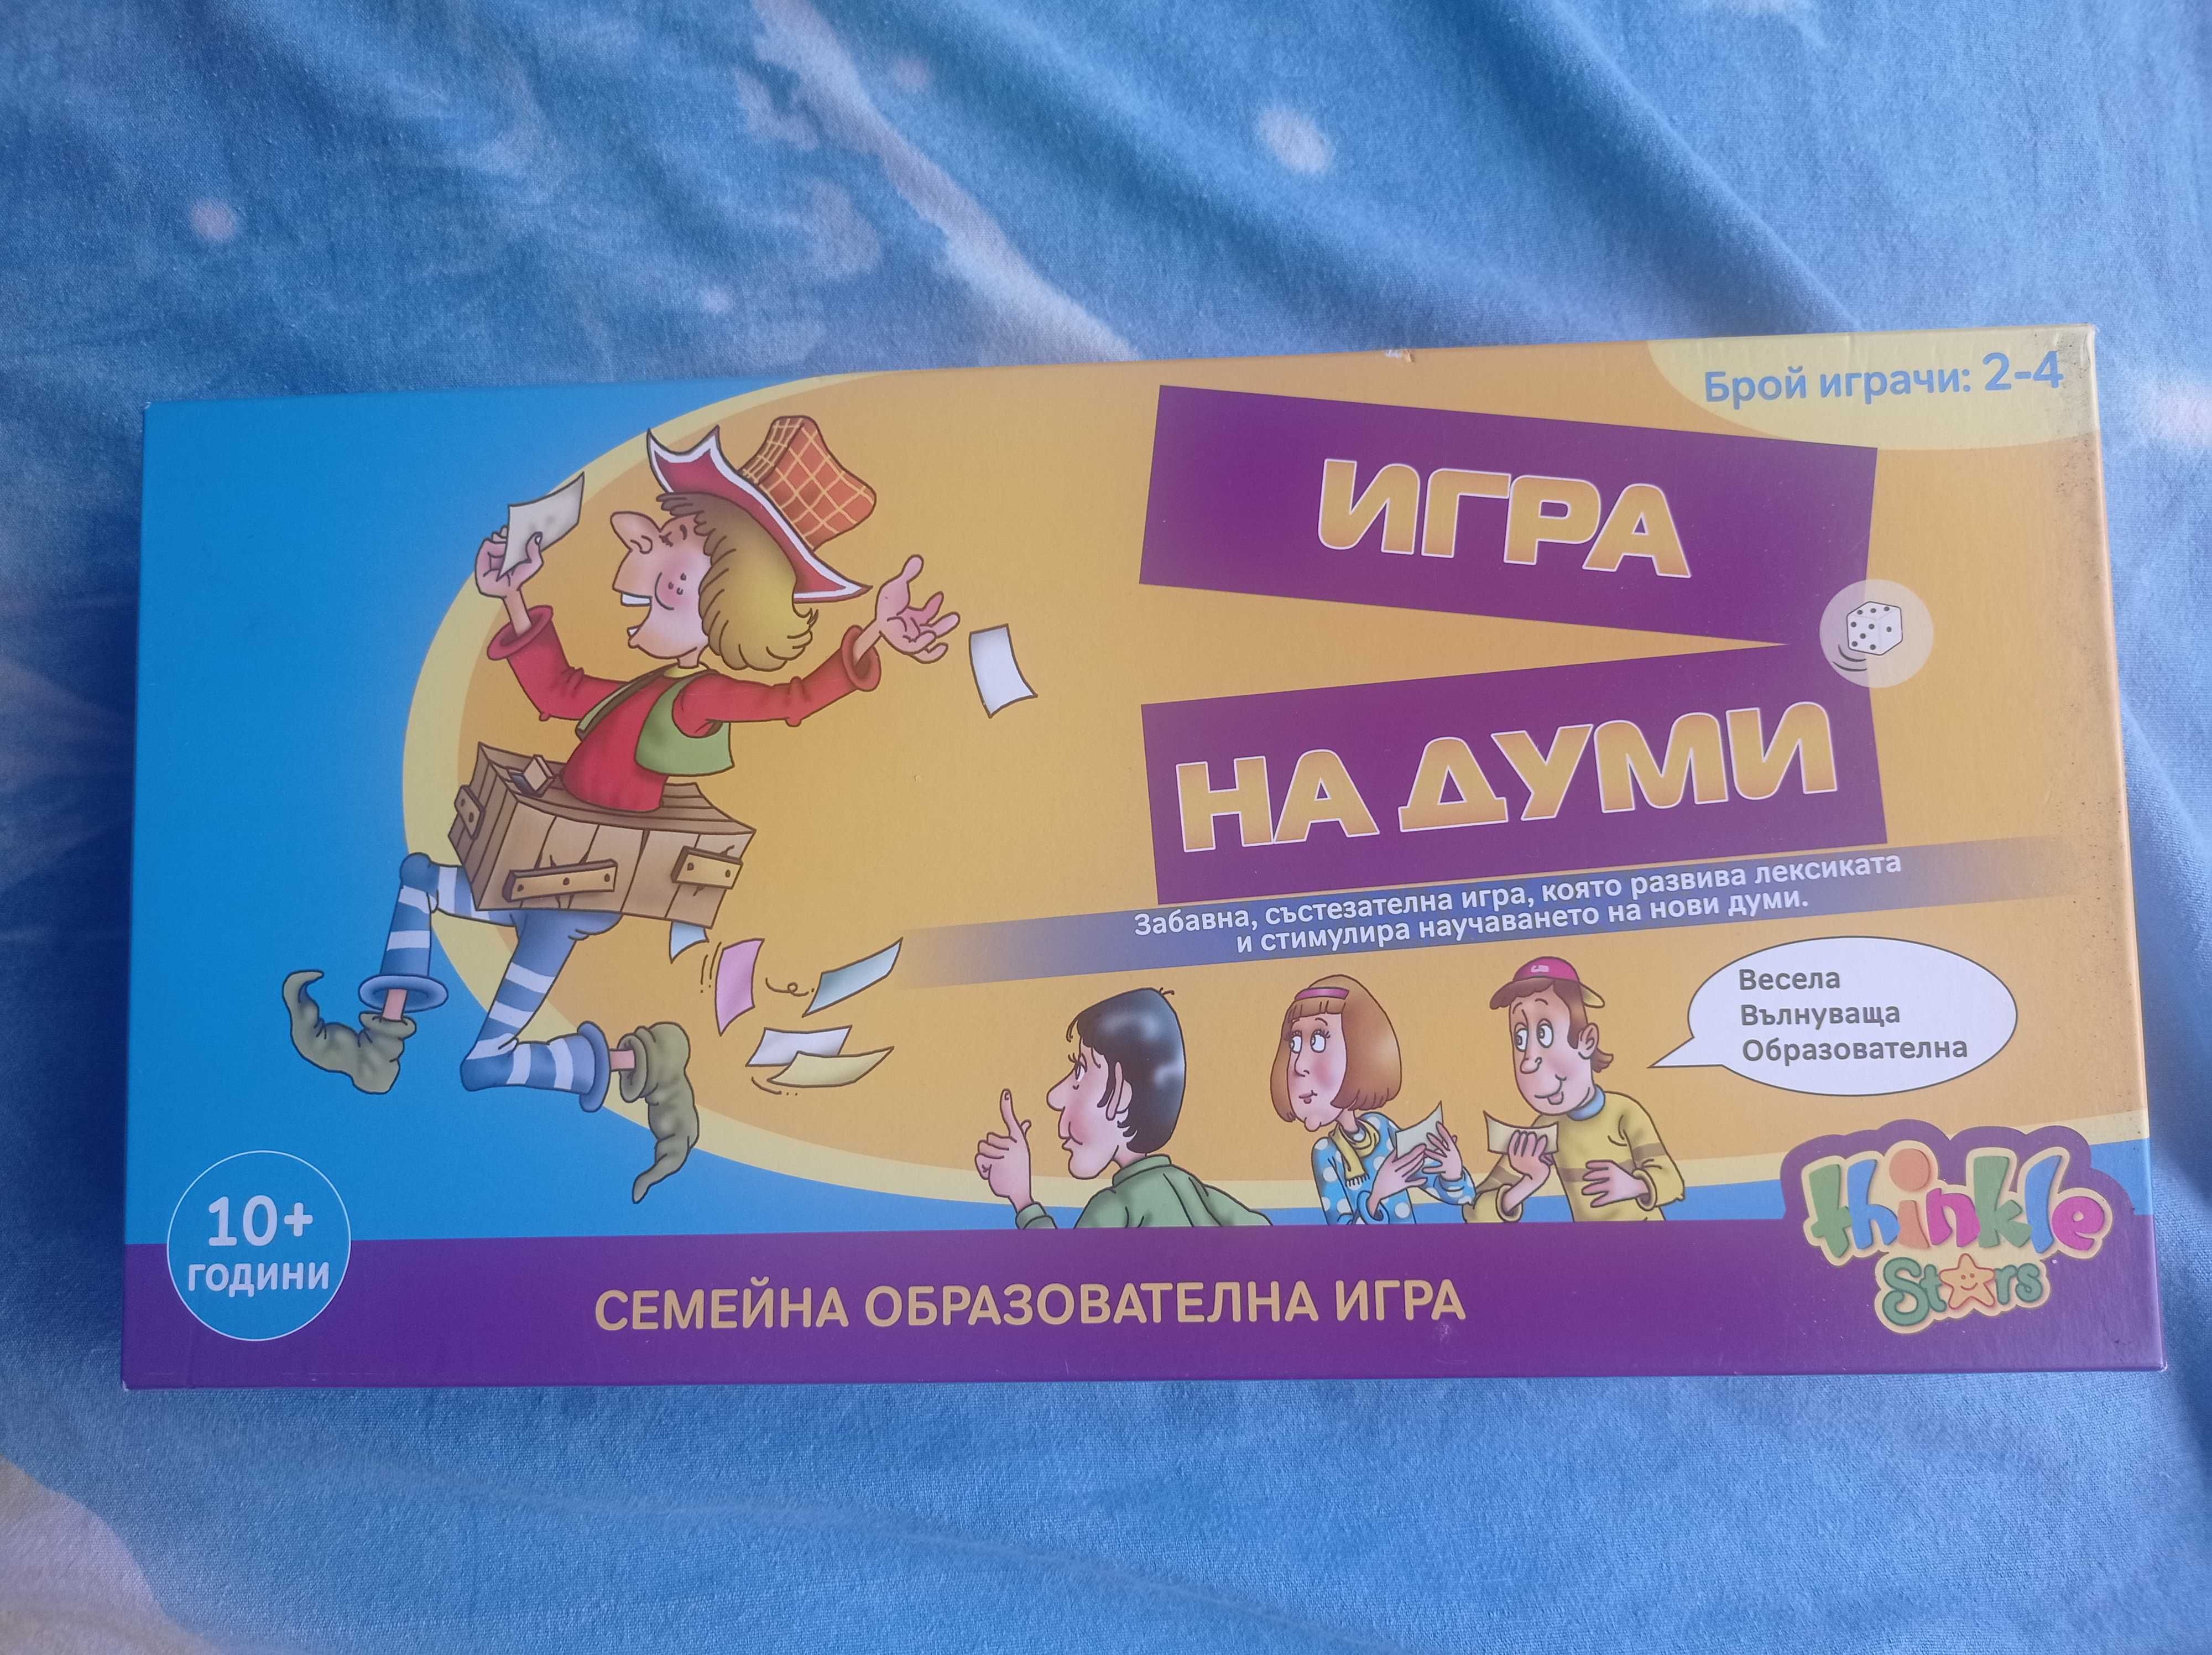 Брой играчи: 2-4
ИГРА
НА ДУМИ
Забавна, състезателна игра, която развива лексиката
и стимулира научаването на нови думи.
Весела
Вълнуваща
Образователна
10+
ГОДИНИ
СЕМЕЙНА ОБРАЗОВАТЕЛНА ИГРА
thinkle
Stars